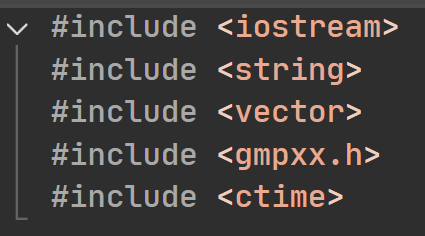 #include <iostream>
#include <string>
#include <vector>
#include <gmpxx.h>
#include <ctime>